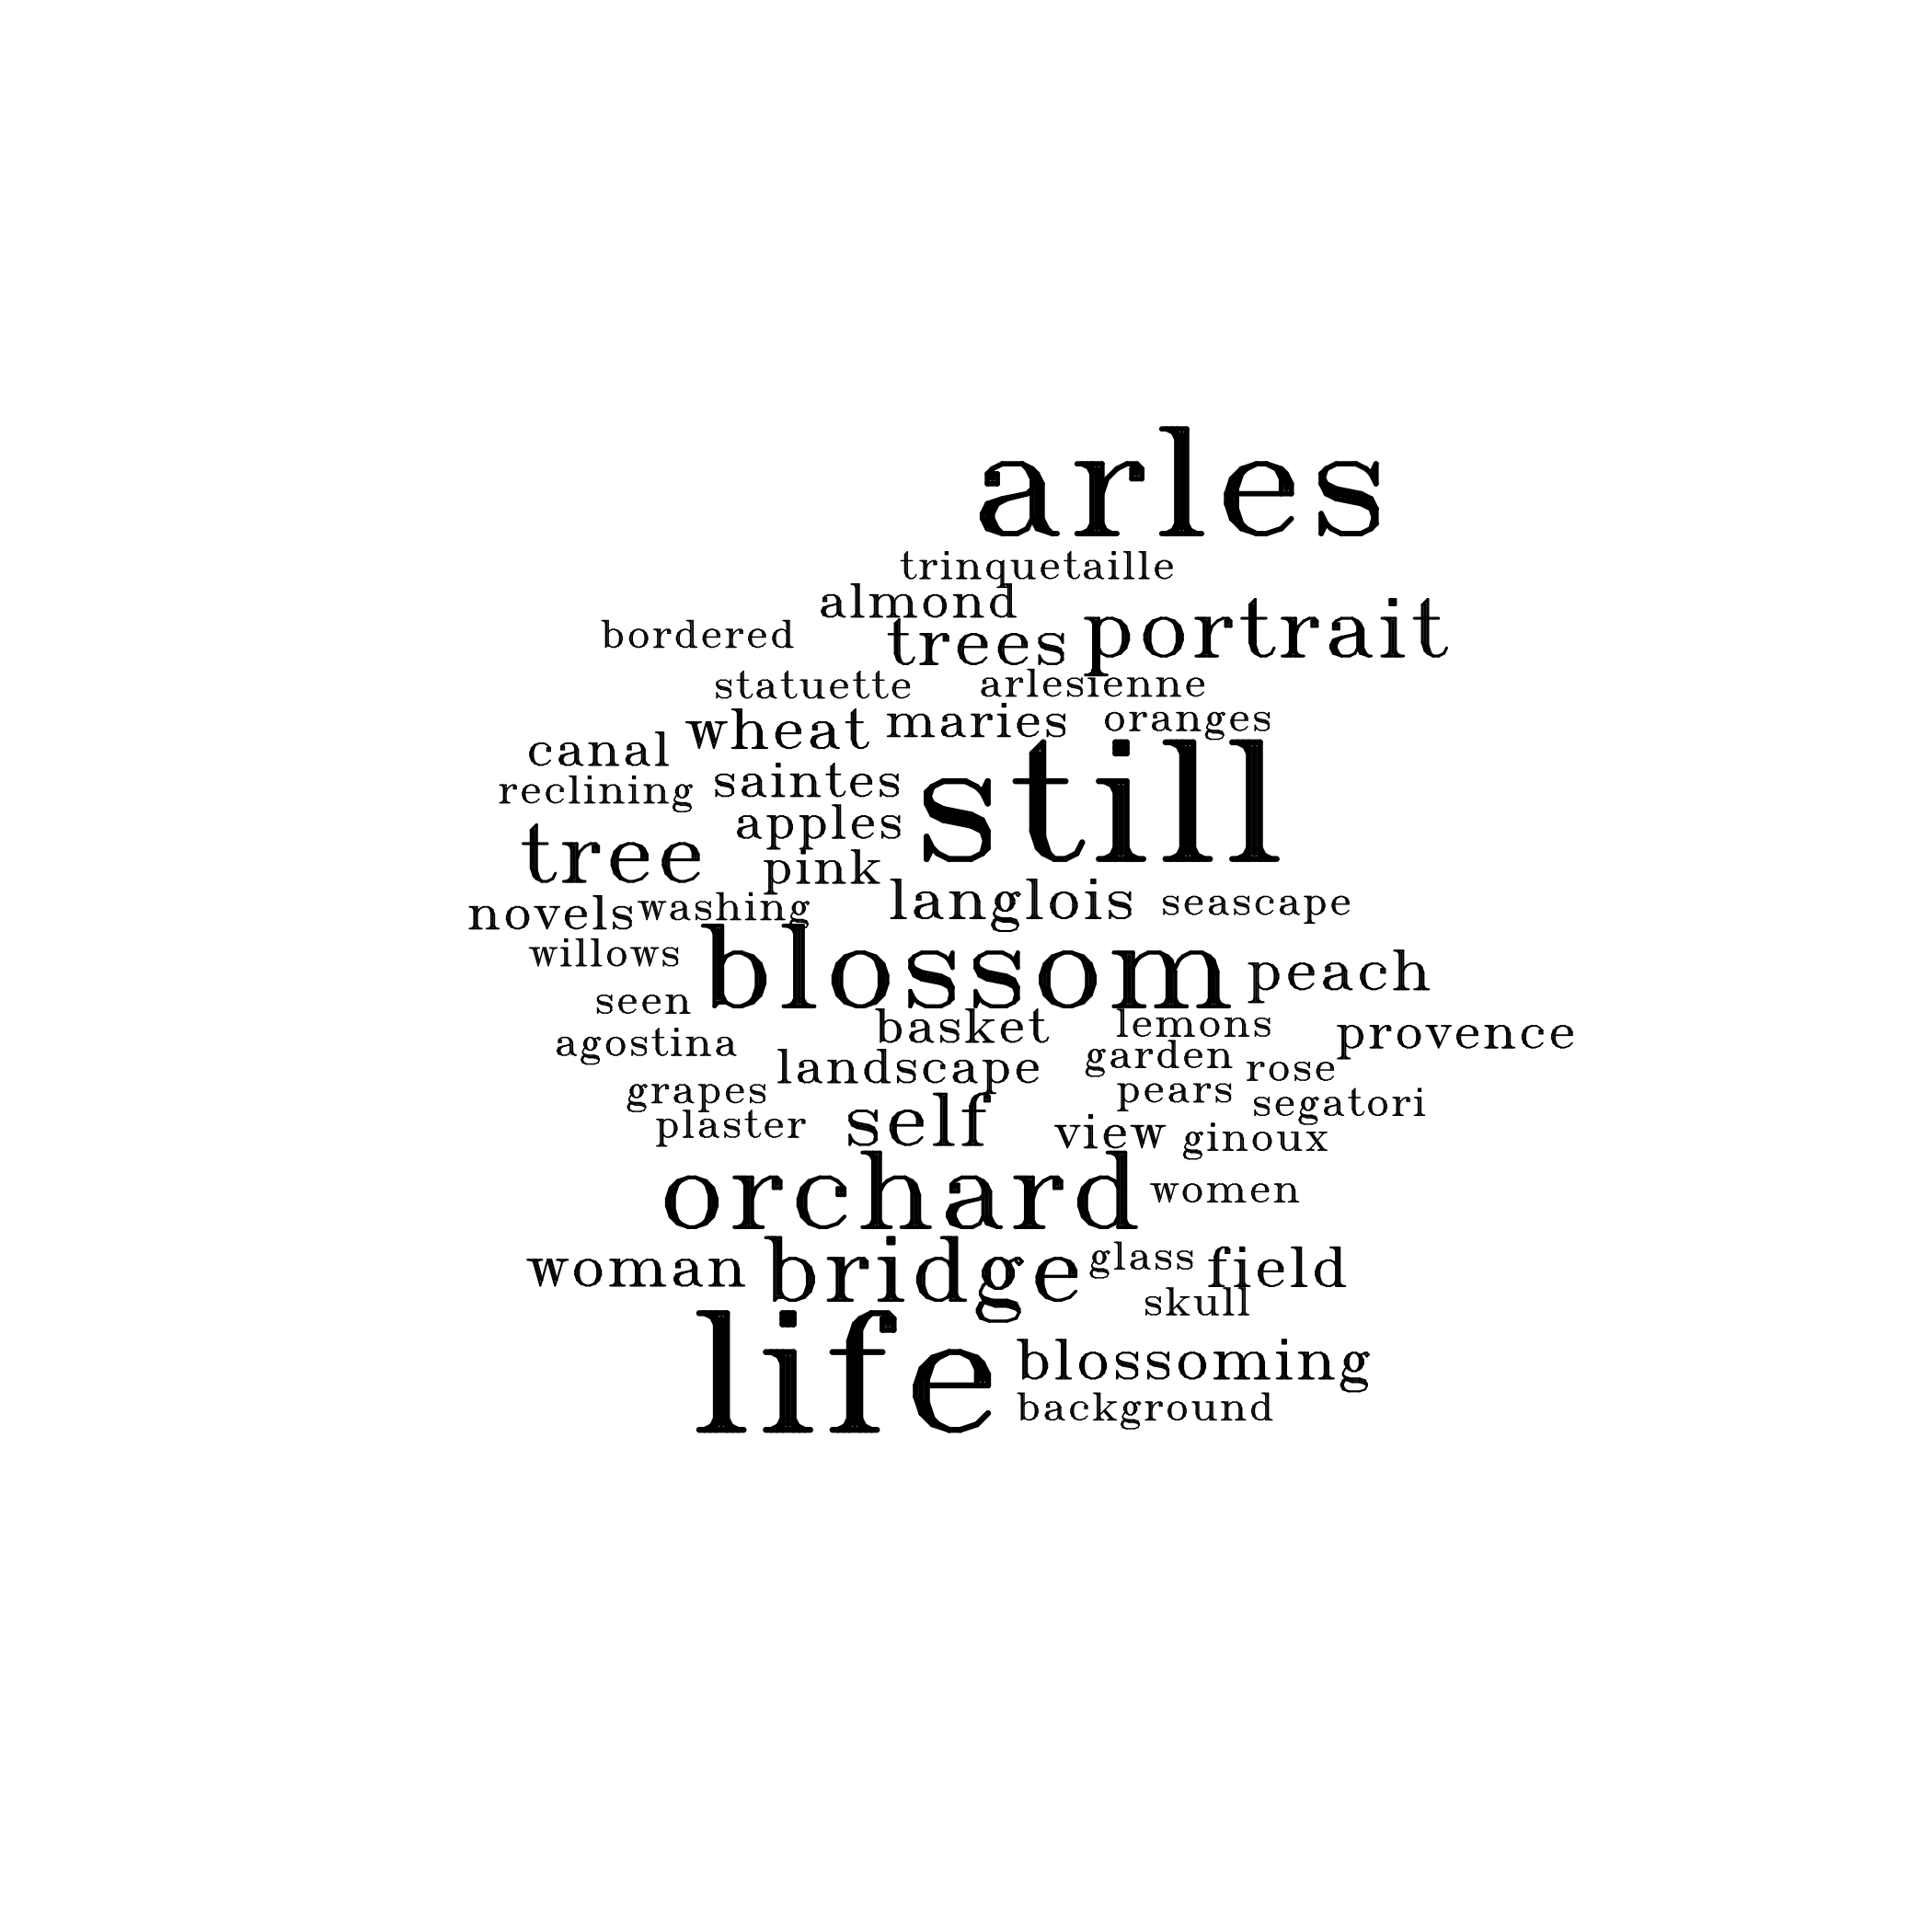 arles
trinquetaille
almond
bordered trees portrait
statuette arlesienne
wheat maries oranges
canal
reclining saintes still
apples
tree pink
novels washing langlois seascape
willows blossom peach
seen
basket lemons provence
agostina landscape garden rose
grapes pears segatori
plaster self view ginoux
orchard women
woman bridge glass field
skull
life blossoming
background